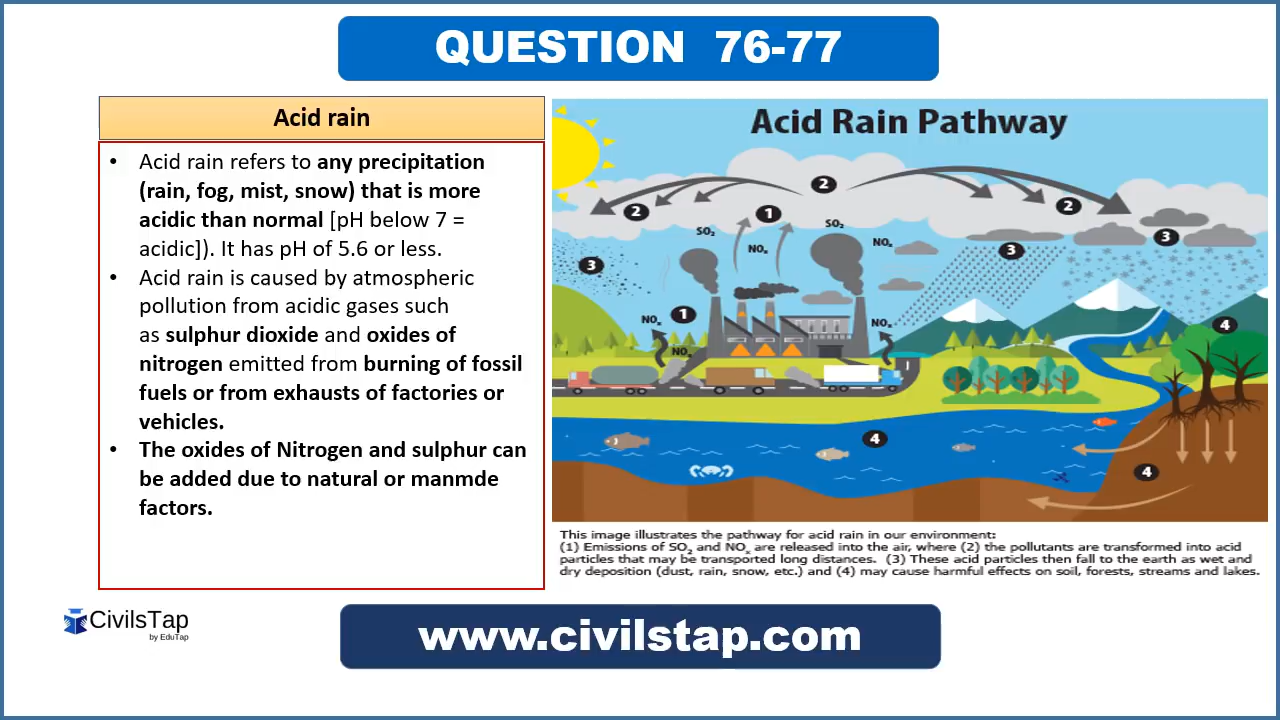 QUESTION 76-77
Acid rain
• Acid rain refers to any precipitation
(rain, fog, mist, snow) that is more
acidic than normal [pH below 7 =
acidic]). It has pH of 5.6 or less.
• Acid rain is caused by atmospheric
pollution from acidic gases such
as sulphur dioxide and oxides of
nitrogen emitted from burning of fossil
fuels or from exhausts of factories or
vehicles.
• The oxides of Nitrogen and sulphur can
be added due to natural or manmde
factors.
Acid Rain Pathway
2
2
1
2
SO₂
SO₂
NOₓ
NOₓ
3
3
3
1
NOₓ
NOₓ
NOₓ
4
4
4
This image illustrates the pathway for acid rain in our environment:
(1) Emissions of SO₂ and NOₓ are released into the air, where (2) the pollutants are transformed into acid
particles that may be transported long distances. (3) These acid particles then fall to the earth as wet and
dry deposition (dust, rain, snow, etc.) and (4) may cause harmful effects on soil, forests, streams and lakes.
CivilsTap
by EduTap
www.civilstap.com